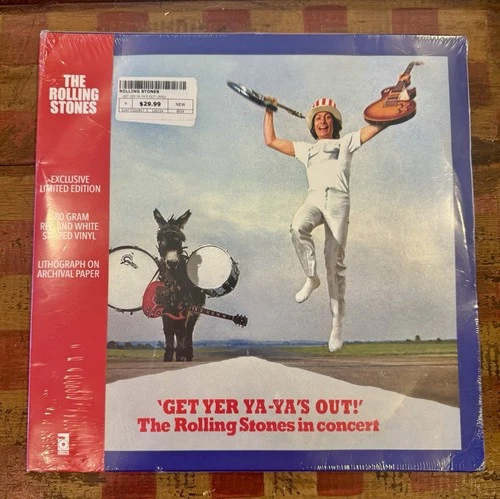 THE
ROLLING
STONES
ROLLING STONES
$29.99
NEW
EXCLUSIVE
LIMITED EDITION
180 GRAM
RED AND WHITE
STRIPED VINYL
LITHOGRAPH ON
ARCHIVAL PAPER
'GET YER YA-YA'S OUT!'
The Rolling Stones in concert